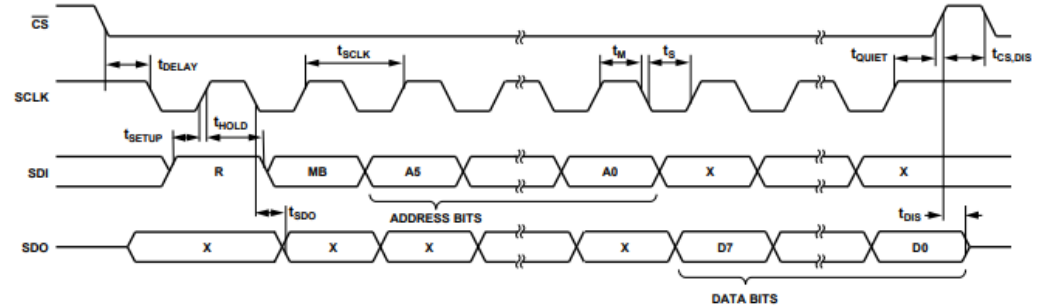 CS
tDELAY tSCLK tM tS tQUIET tCS,DIS
SCLK
tSETUP tHOLD
SDI R MB A5 A0 X X
tSDO ADDRESS BITS tDIS
SDO X X X X D7 D0
DATA BITS